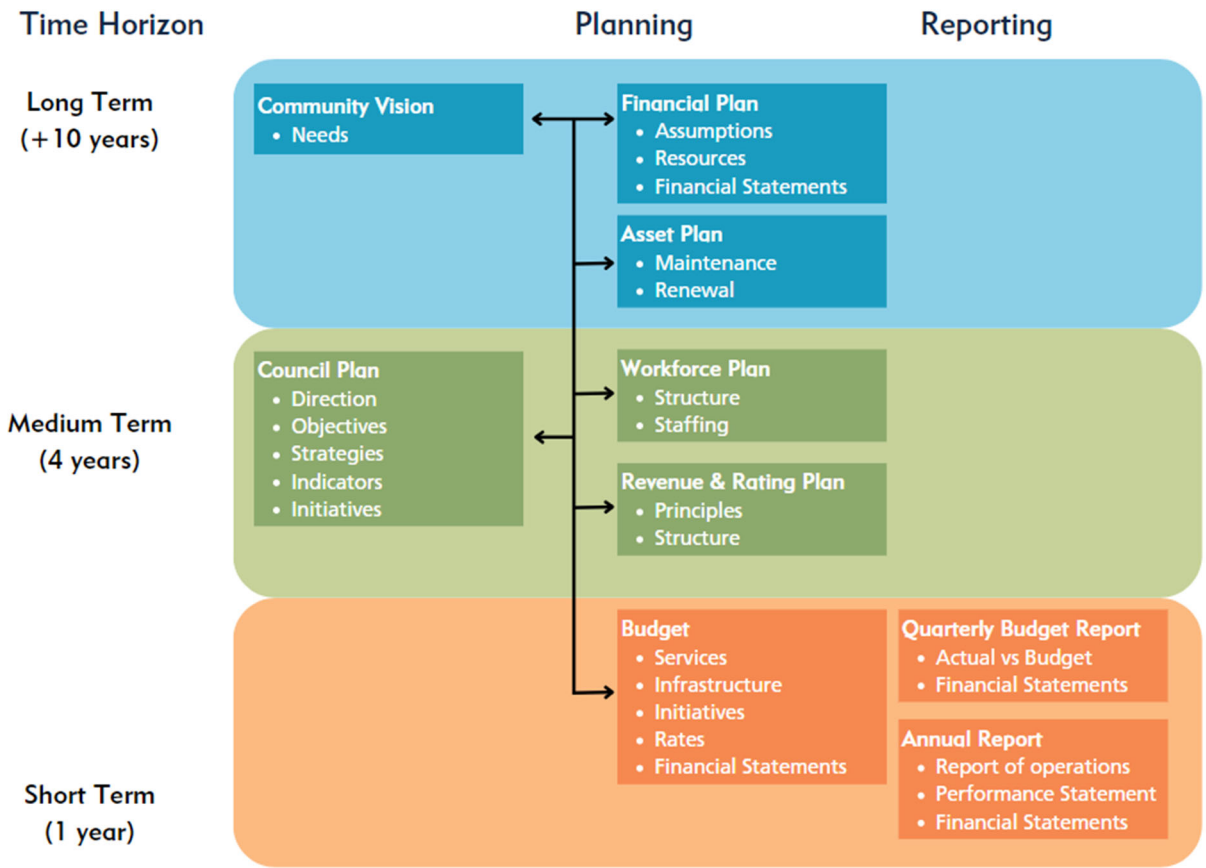 Time Horizon
Planning
Reporting
Long Term
(+10 years)
Community Vision
• Needs
Financial Plan
• Assumptions
• Resources
• Financial Statements
Asset Plan
• Maintenance
• Renewal
Medium Term
(4 years)
Council Plan
• Direction
• Objectives
• Strategies
• Indicators
• Initiatives
Workforce Plan
• Structure
• Staffing
Revenue & Rating Plan
• Principles
• Structure
Short Term
(1 year)
Budget
• Services
• Infrastructure
• Initiatives
• Rates
• Financial Statements
Quarterly Budget Report
• Actual vs Budget
• Financial Statements
Annual Report
• Report of operations
• Performance Statement
• Financial Statements